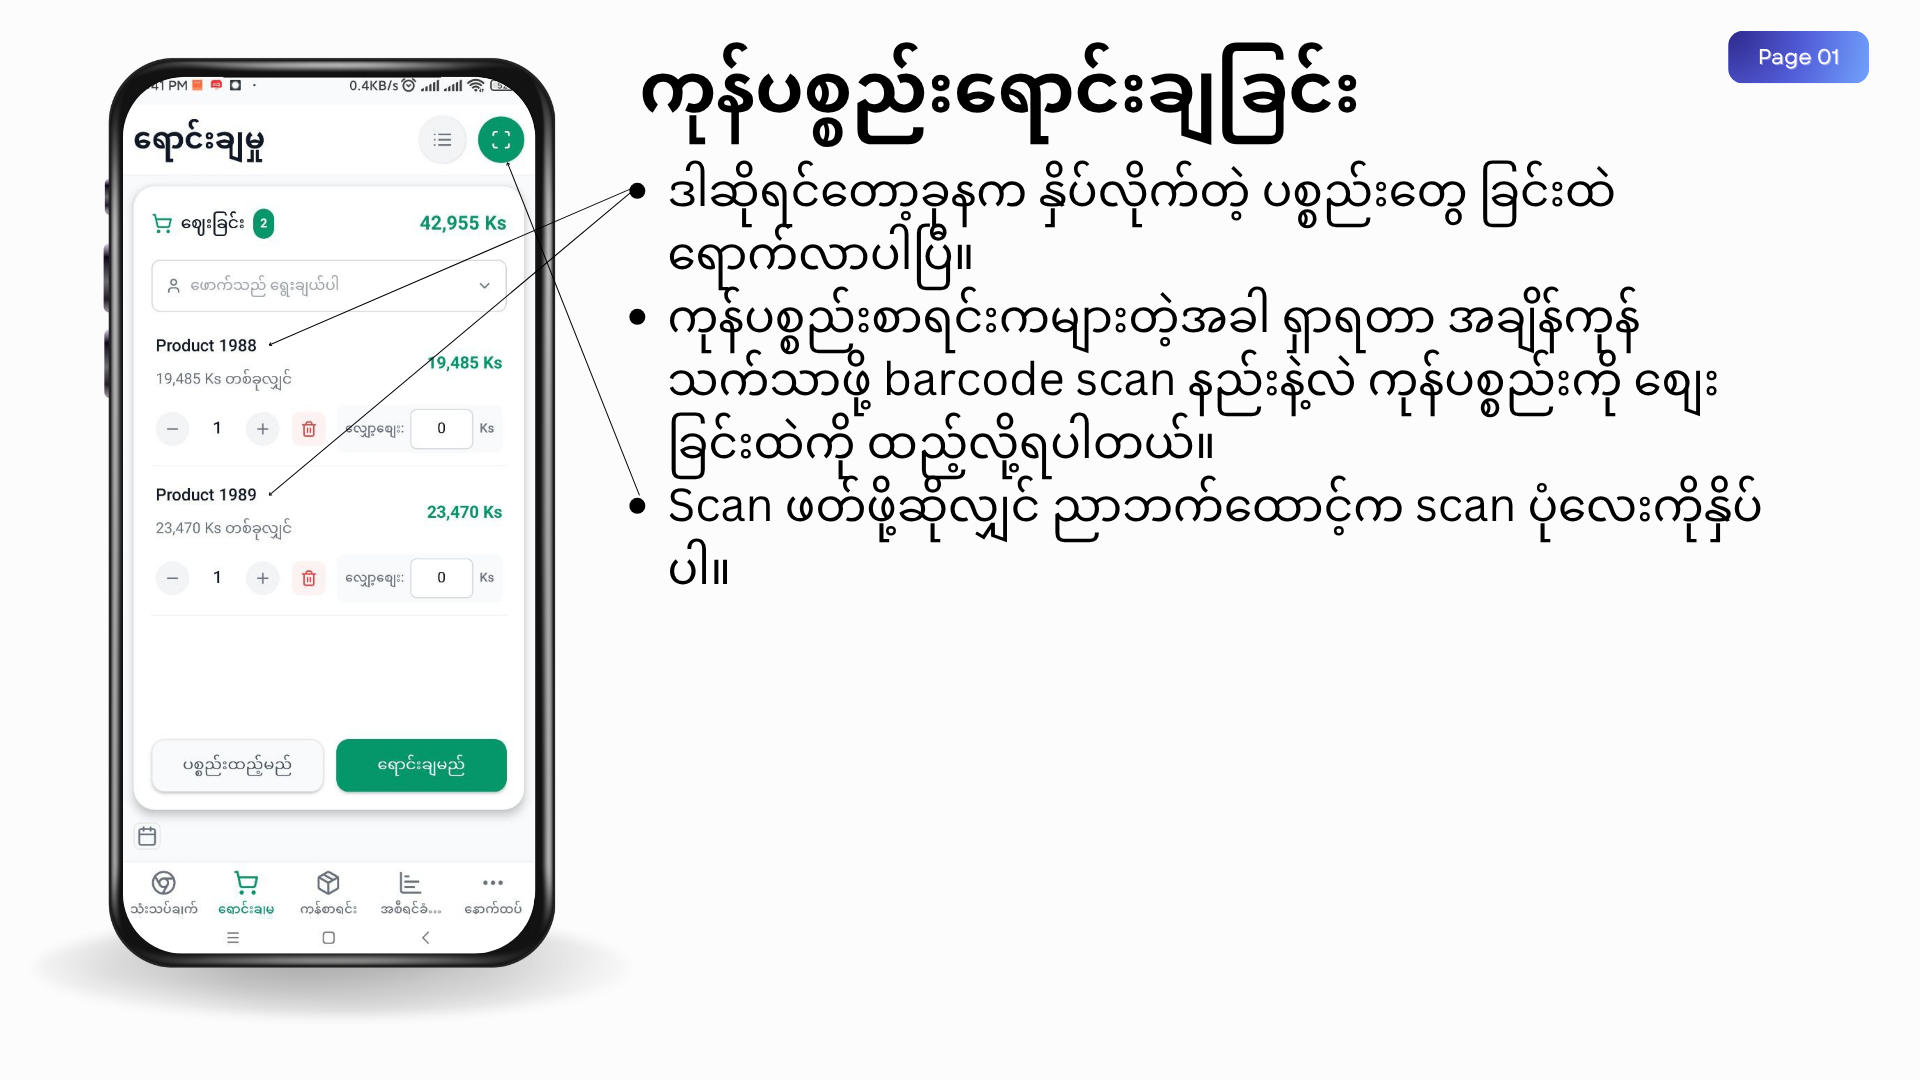 ကုန်ပစ္စည်းရောင်းချခြင်း
Page 01
ဒါဆိုရင်တော့ခုနက နှိပ်လိုက်တဲ့ ပစ္စည်းတွေ ခြင်းထဲ
ရောက်လာပါပြီ။
ကုန်ပစ္စည်းစာရင်းကများတဲ့အခါ ရှာရတာ အချိန်ကုန်
သက်သာဖို့ barcode scan နည်းနဲ့လဲ ကုန်ပစ္စည်းကို စျေး
ခြင်းထဲကို ထည့်လို့ရပါတယ်။
Scan ဖတ်ဖို့ဆိုလျှင် ညာဘက်ထောင့်က scan ပုံလေးကိုနှိပ်
ပါ။
41 PM 0.4KB/s
ရောင်းချမှု
ဈေးခြင်း 2 42,955 Ks
ဖောက်သည် ရွေးချယ်ပါ
Product 1988
19,485 Ks
19,485 Ks တစ်ခုလျှင်
1 လျှော့စျေး: 0 Ks
Product 1989
23,470 Ks
23,470 Ks တစ်ခုလျှင်
1 လျှော့စျေး: 0 Ks
ပစ္စည်းထည့်မည် ရောင်းချမည်
သုံးသပ်ချက် ရောင်းချမှု ကုန်စာရင်း အစီရင်ခံ... နောက်ထပ်